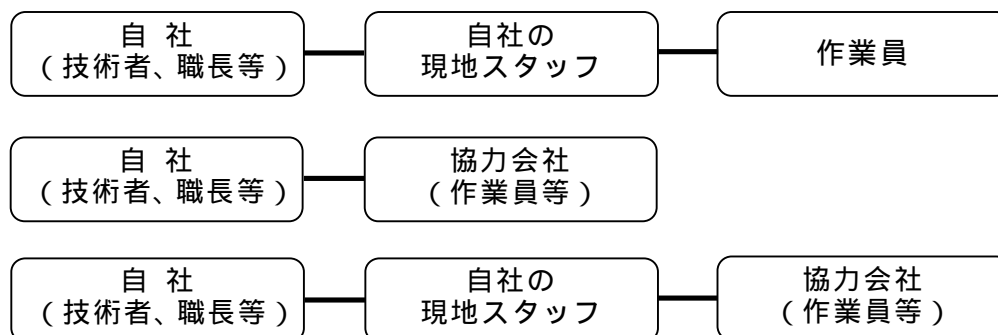 自 社
（技術者、職長等）
自社の
現地スタッフ
作業員
自 社
（技術者、職長等）
協力会社
（作業員等）
自 社
（技術者、職長等）
自社の
現地スタッフ
協力会社
（作業員等）